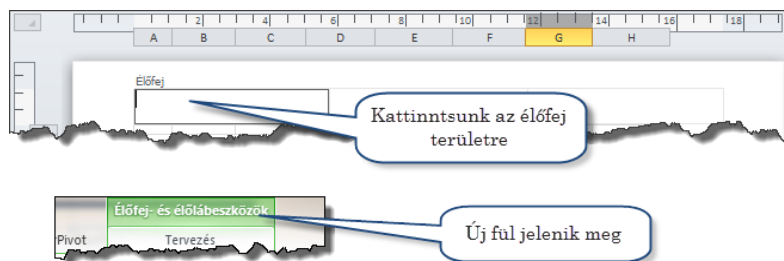 2 4 6 8 10 12 14 16 18
A B C D E F G H
Élőfej
Kattinntsunk az élőfej
területre
Élőfej- és élőlábeszközök
Pivot Tervezés
Új fül jelenik meg